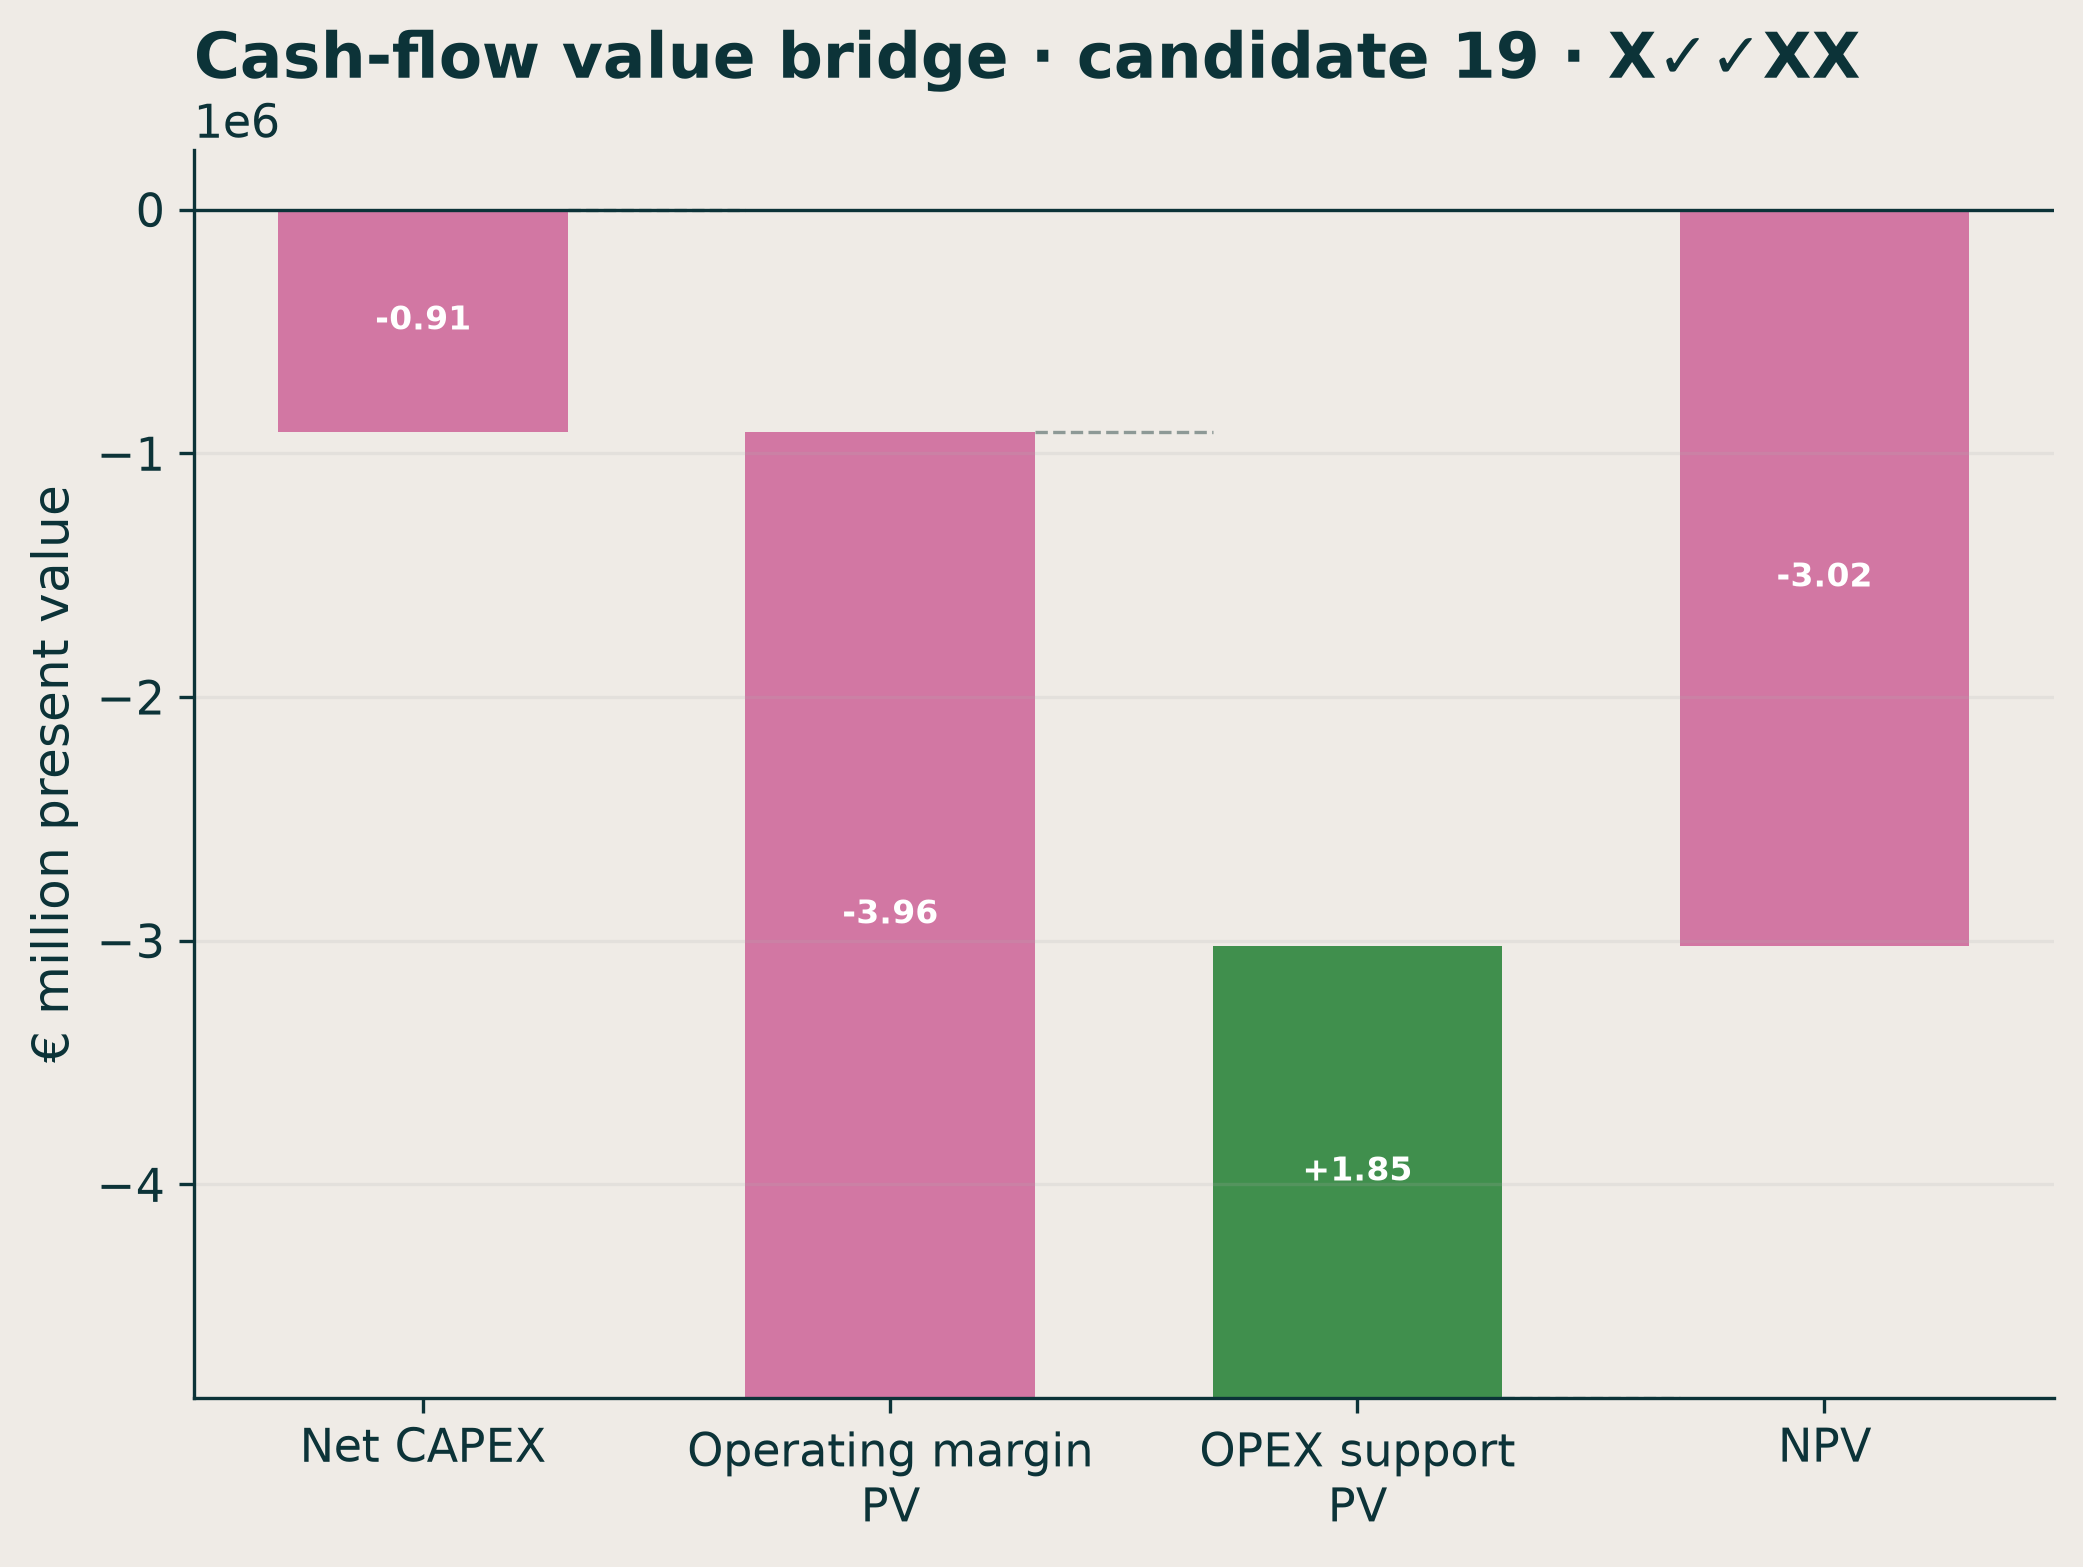 Cash-flow value bridge · candidate 19 · X✓✓XX
1e6
€ million present value
0
−1
−2
−3
−4
-0.91
-3.96
+1.85
-3.02
Net CAPEX
Operating margin
PV
OPEX support
PV
NPV